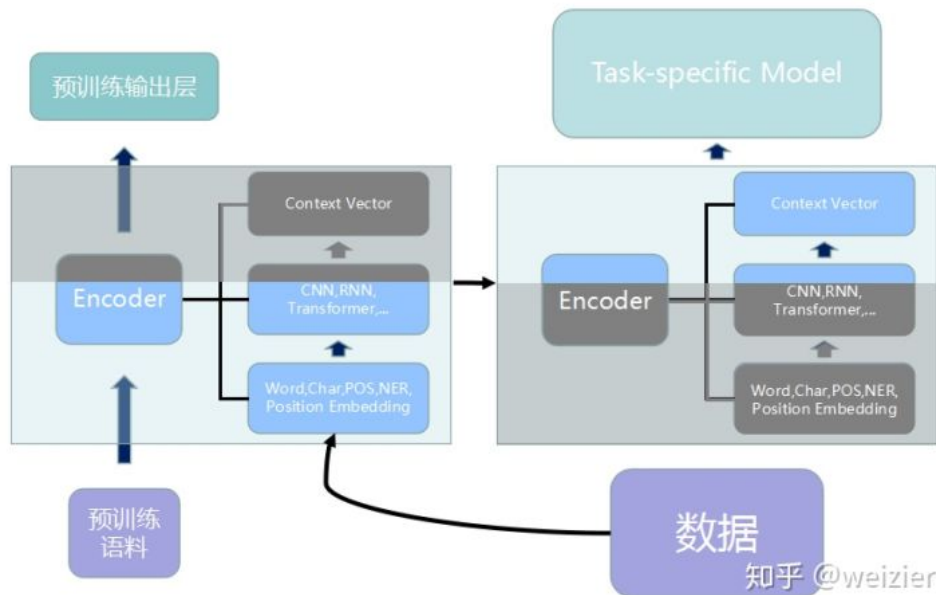 预训练输出层
Task-specific Model
Context Vector
Encoder
CNN,RNN,
Transformer,...
Word,Char,POS,NER,
Position Embedding
Context Vector
Encoder
CNN,RNN,
Transformer,...
Word,Char,POS,NER,
Position Embedding
预训练
语料
数据
知乎 @weizier